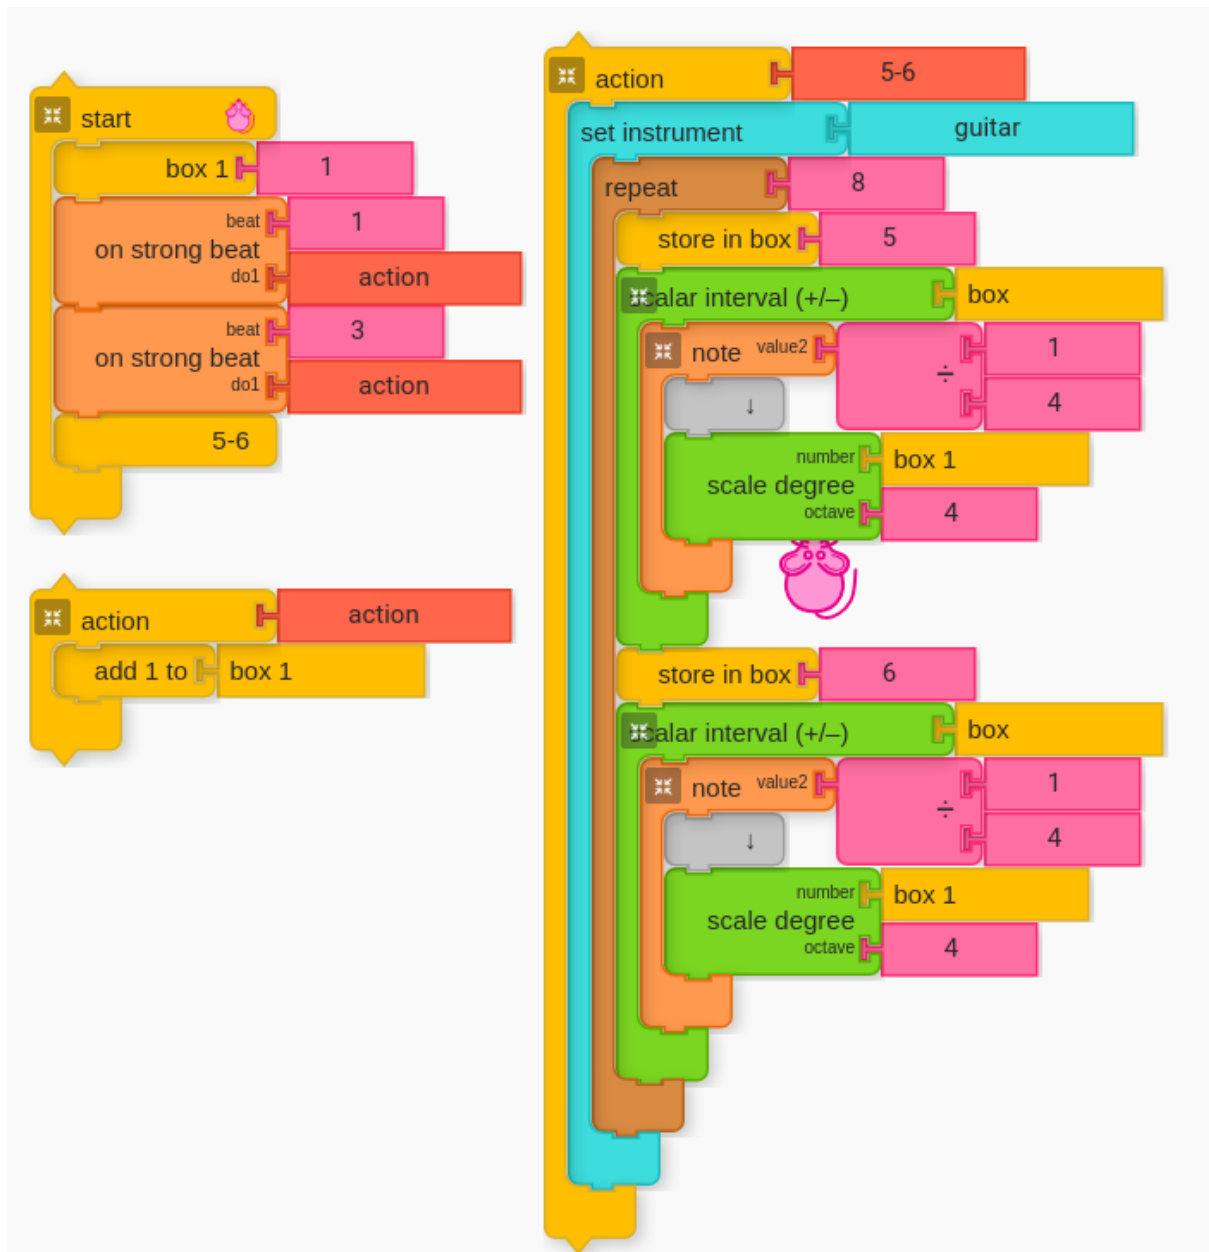 start
box 1 1
beat 1
on strong beat
do1 action
beat 3
on strong beat
do1 action
5-6
action action
add 1 to box 1
action 5-6
set instrument guitar
repeat 8
store in box 5
scalar interval (+/–) box
note value2 1
÷
↓ 4
number box 1
scale degree
octave 4
store in box 6
scalar interval (+/–) box
note value2 1
÷
↓ 4
number box 1
scale degree
octave 4